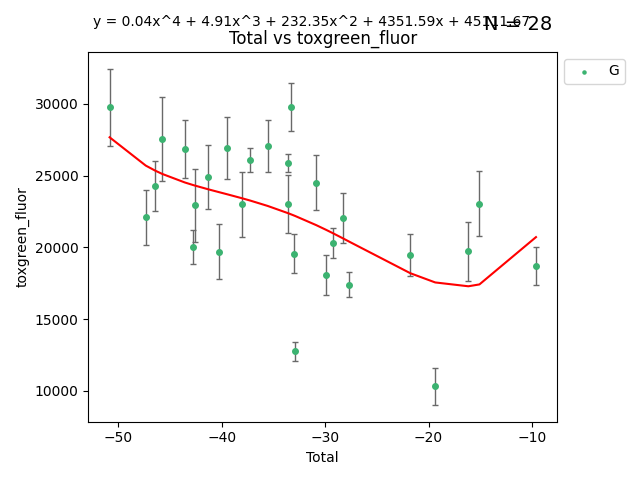 y = 0.04x^4 + 4.91x^3 + 232.35x^2 + 4351.59x +
N = 28
Total vs toxgreen_fluor
G
30000
25000
20000
15000
10000
toxgreen_fluor
−50 −40 −30 −20 −10
Total